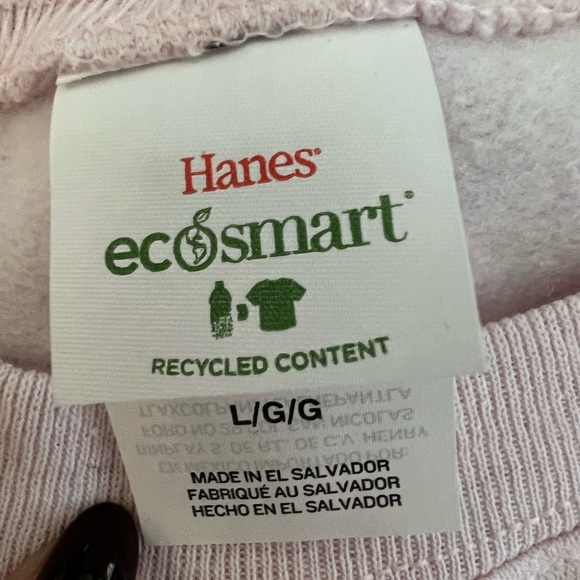 Hanes®
ecosmart®
RECYCLED CONTENT
L/G/G
MADE IN EL SALVADOR
FABRIQUÉ AU SALVADOR
HECHO EN EL SALVADOR